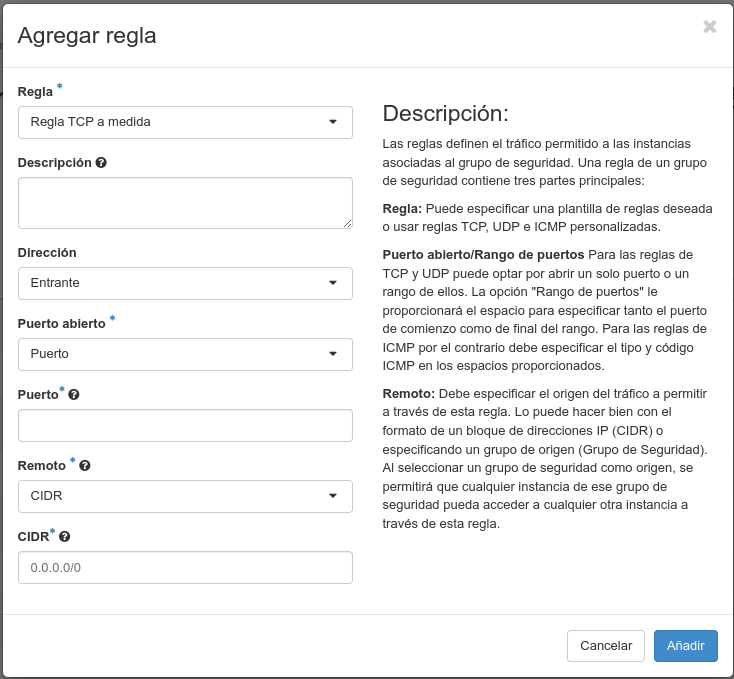 Agregar regla
Regla *
Regla TCP a medida
Descripción
Dirección
Entrante
Puerto abierto *
Puerto
Puerto*
Remoto *
CIDR
CIDR*
0.0.0.0/0
Descripción:
Las reglas definen el tráfico permitido a las instancias
asociadas al grupo de seguridad. Una regla de un grupo
de seguridad contiene tres partes principales:
Regla: Puede especificar una plantilla de reglas deseada
o usar reglas TCP, UDP e ICMP personalizadas.
Puerto abierto/Rango de puertos Para las reglas de
TCP y UDP puede optar por abrir un solo puerto o un
rango de ellos. La opción "Rango de puertos" le
proporcionará el espacio para especificar tanto el puerto
de comienzo como de final del rango. Para las reglas de
ICMP por el contrario debe especificar el tipo y código
ICMP en los espacios proporcionados.
Remoto: Debe especificar el origen del tráfico a permitir
a través de esta regla. Lo puede hacer bien con el
formato de un bloque de direcciones IP (CIDR) o
especificando un grupo de origen (Grupo de Seguridad).
Al seleccionar un grupo de seguridad como origen, se
permitirá que cualquier instancia de ese grupo de
seguridad pueda acceder a cualquier otra instancia a
través de esta regla.
Cancelar
Añadir